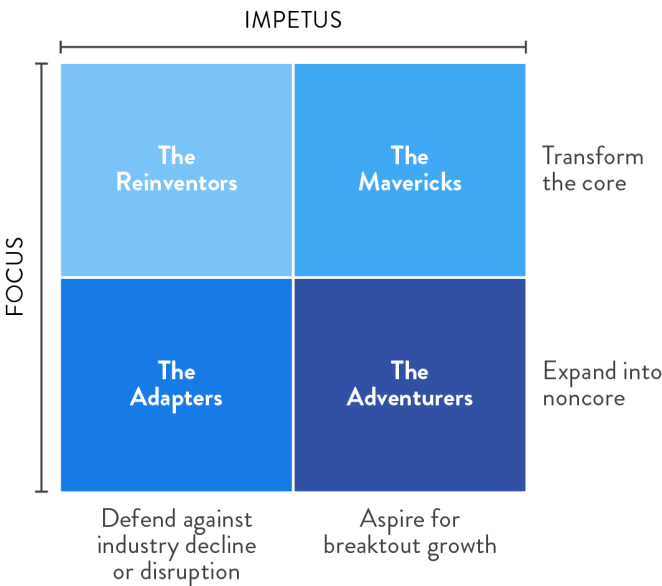 IMPETUS
FOCUS
The
Reinventors
The
Mavericks
Transform
the core
The
Adapters
The
Adventurers
Expand into
noncore
Defend against
industry decline
or disruption
Aspire for
breaktout growth